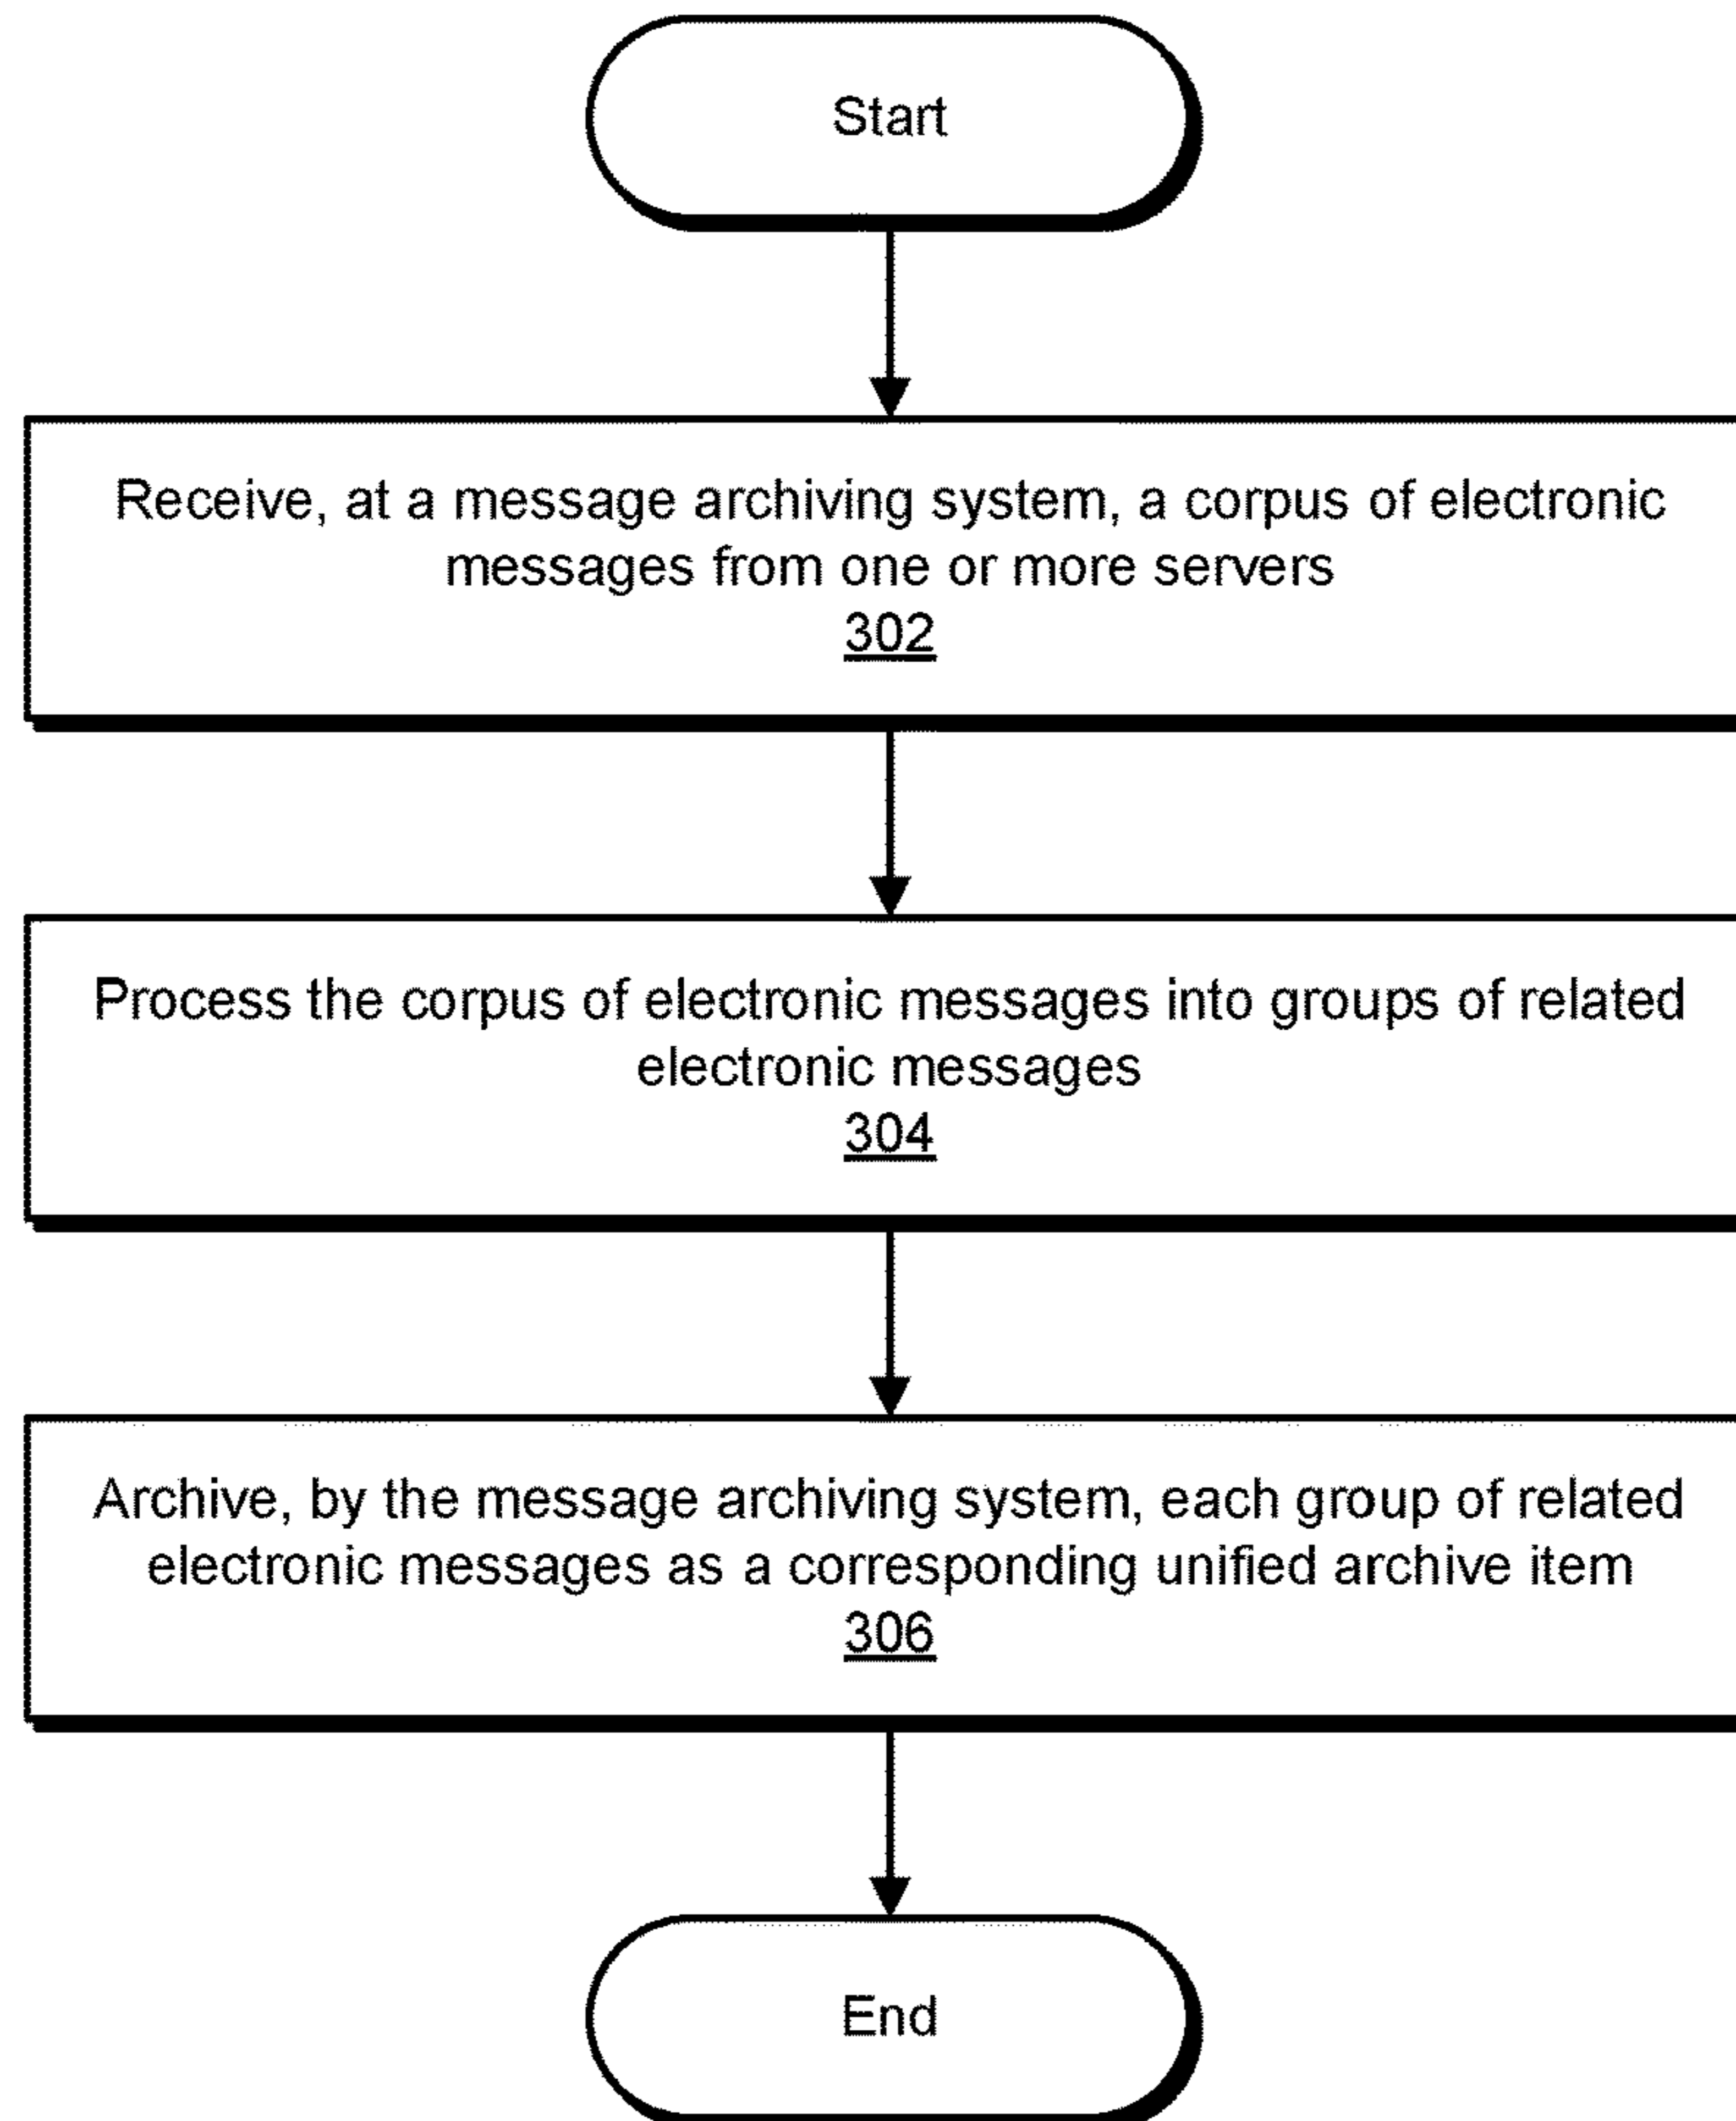 Start
Receive, at a message archiving system, a corpus of electronic
messages from one or more servers
302
Process the corpus of electronic messages into groups of related
electronic messages
304
Archive, by the message archiving system, each group of related
electronic messages as a corresponding unified archive item
306
End